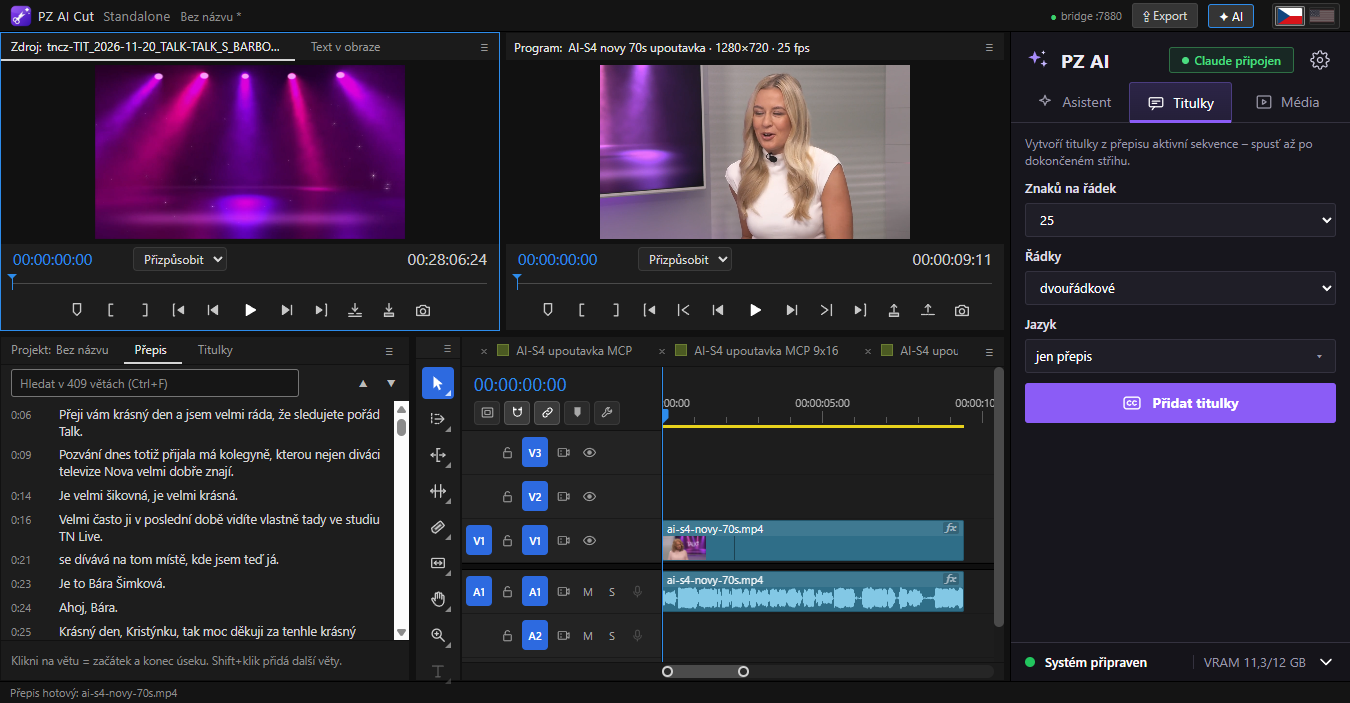 PZ AI Cut Standalone Bez názvu *
bridge :7880 Export AI
Zdroj: tncz-TIT_2026-11-20_TALK-TALK_S_BARBO... Text v obraze
Program: AI-S4 novy 70s upoutavka · 1280×720 · 25 fps
00:00:00:00 Přizpůsobit 00:28:06:24
00:00:00:00 Přizpůsobit 00:00:09:11
Projekt: Bez názvu Přepis Titulky
Hledat v 409 větách (Ctrl+F)
0:06 Přeji vám krásný den a jsem velmi ráda, že sledujete pořád
Talk.
0:09 Pozvání dnes totiž přijala má kolegyně, kterou nejen diváci
televize Nova velmi dobře znají.
0:14 Je velmi šikovná, je velmi krásná.
0:16 Velmi často ji v poslední době vidíte vlastně tady ve studiu
TN Live.
0:21 se dívává na tom místě, kde jsem teď já.
0:23 Je to Bára Šimková.
0:24 Ahoj, Báro.
0:25 Krásný den, Kristýnku, tak moc děkuji za tenhle krásný
Klikni na větu = začátek a konec úseku. Shift+klik přidá další věty.
Přepis hotový: ai-s4-novy-70s.mp4
AI-S4 upoutavka MCP AI-S4 upoutavka MCP 9x16 AI-S4 upou
00:00:00:00
:00:00 00:00:05:00 00:00:10
V3
V2
V1 V1
ai-s4-novy-70s.mp4 fx
A1 A1 M S
ai-s4-novy-70s.mp4 fx
A2 M S
PZ AI Claude připojen
Asistent Titulky Média
Vytvoří titulky z přepisu aktivní sekvence – spusť až po
dokončeném střihu.
Znaků na řádek
25
Řádky
dvouřádkové
Jazyk
jen přepis
CC Přidat titulky
Systém připraven VRAM 11,3/12 GB